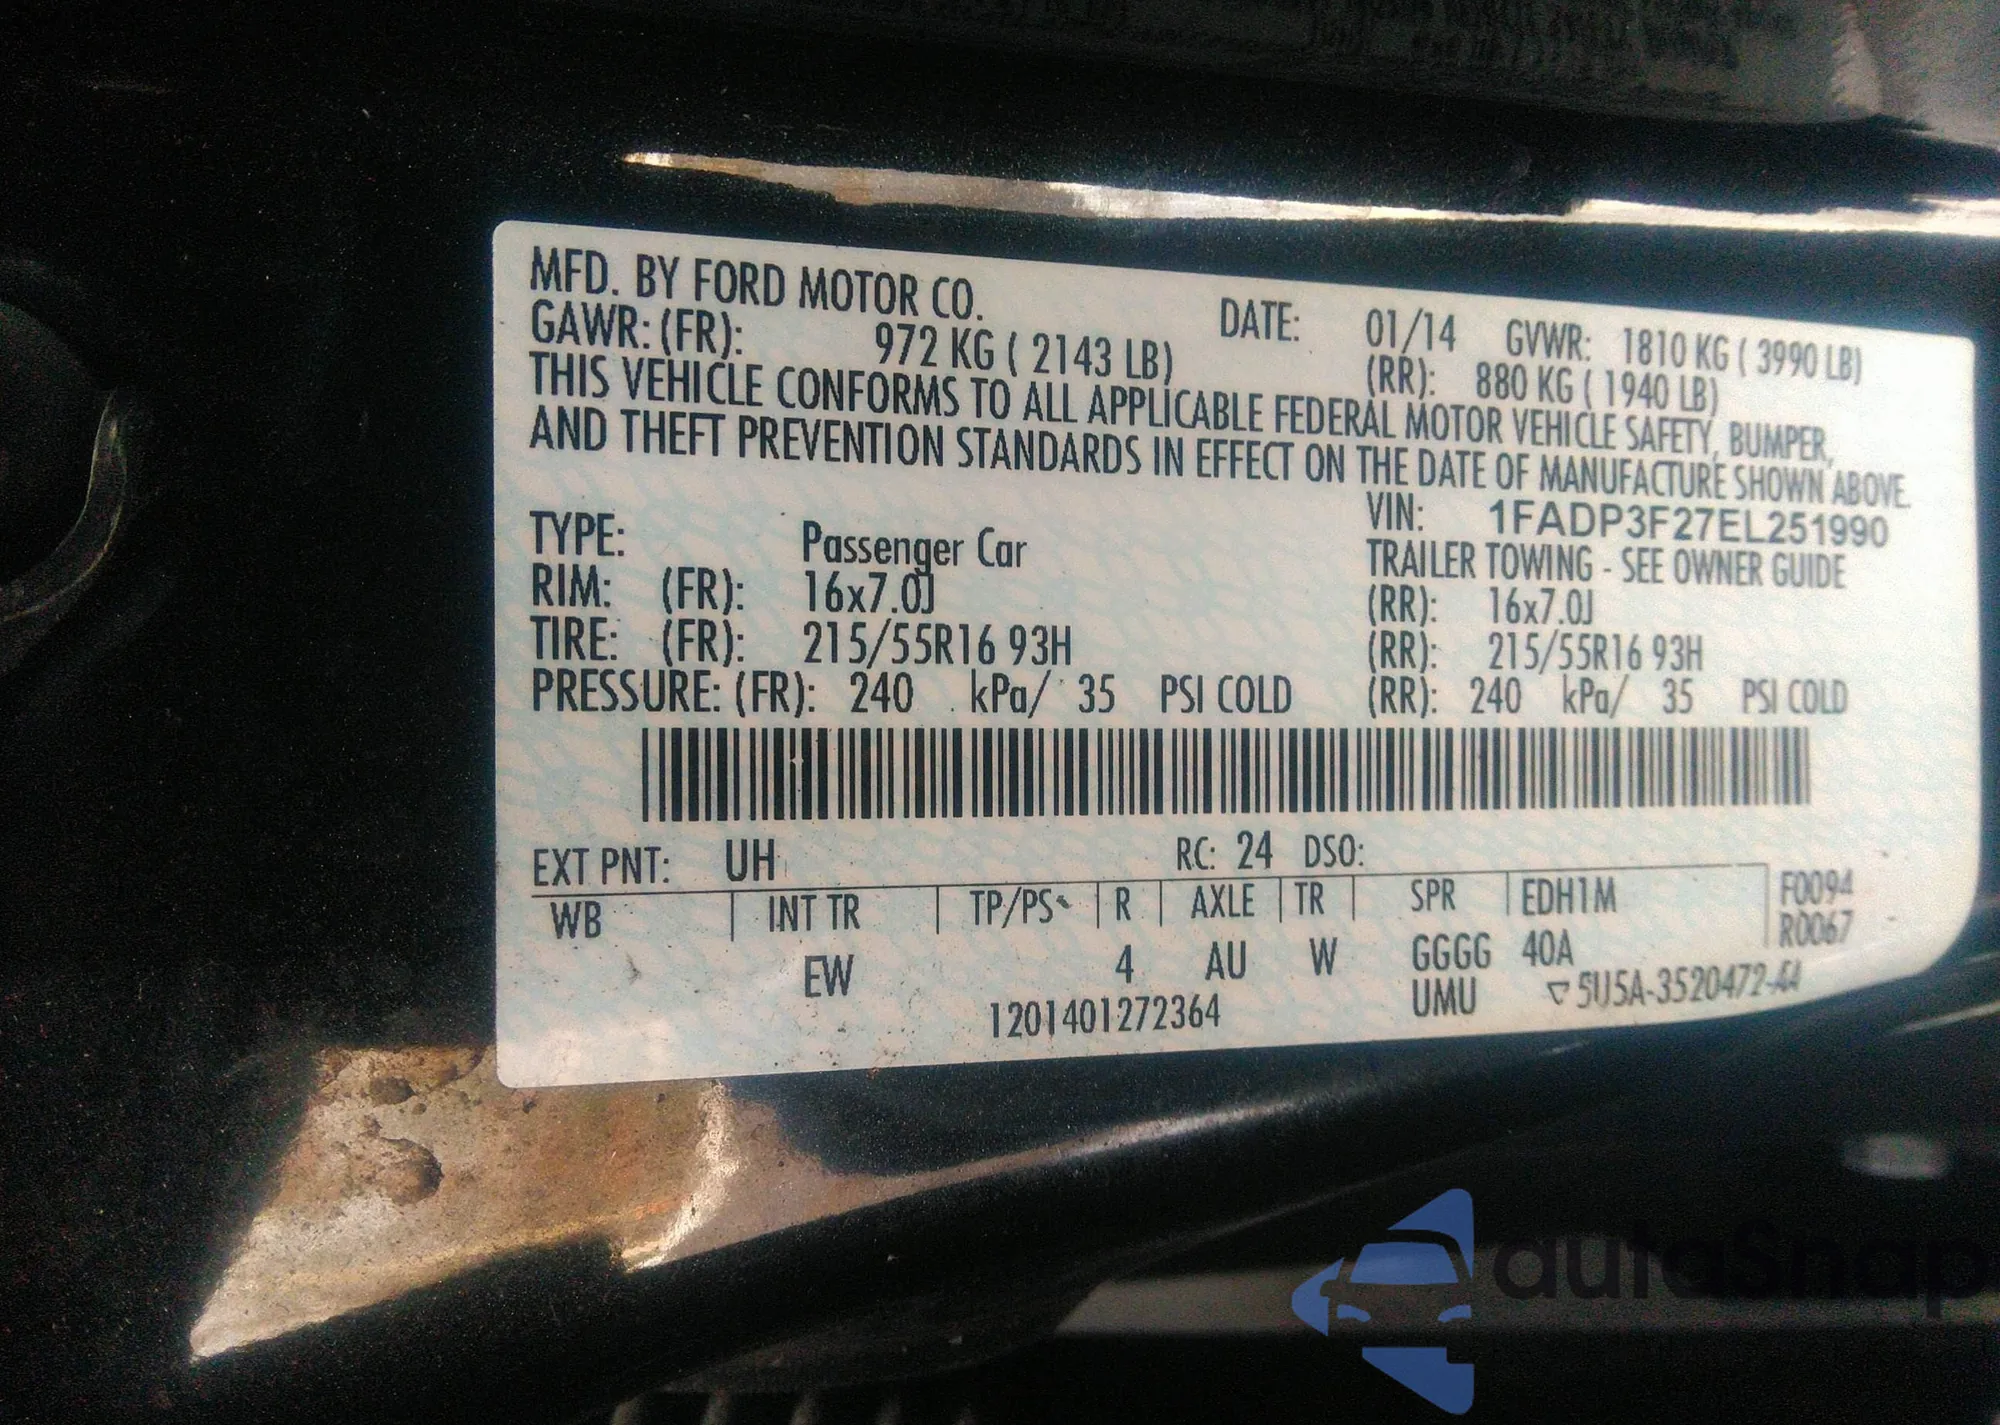 MFD. BY FORD MOTOR CO.
DATE: 01/14 GVWR: 1810 KG ( 3990 LB)
GAWR: (FR): 972 KG ( 2143 LB) (RR): 880 KG ( 1940 LB)
THIS VEHICLE CONFORMS TO ALL APPLICABLE FEDERAL MOTOR VEHICLE SAFETY, BUMPER,
AND THEFT PREVENTION STANDARDS IN EFFECT ON THE DATE OF MANUFACTURE SHOWN ABOVE.
VIN: 1FADP3F27EL251990
TYPE: Passenger Car TRAILER TOWING - SEE OWNER GUIDE
RIM: (FR): 16x7.0J (RR): 16x7.0J
TIRE: (FR): 215/55R16 93H (RR): 215/55R16 93H
PRESSURE: (FR): 240 kPa/ 35 PSI COLD (RR): 240 kPa/ 35 PSI COLD
EXT PNT: UH RC: 24 DSO:
WB INT TR TP/PS R AXLE TR SPR EDH1M F0094
R0067
EW 4 AU W GGGG 40A
1201401272364 UMU 5U5A-3520472-AA
autoSnap